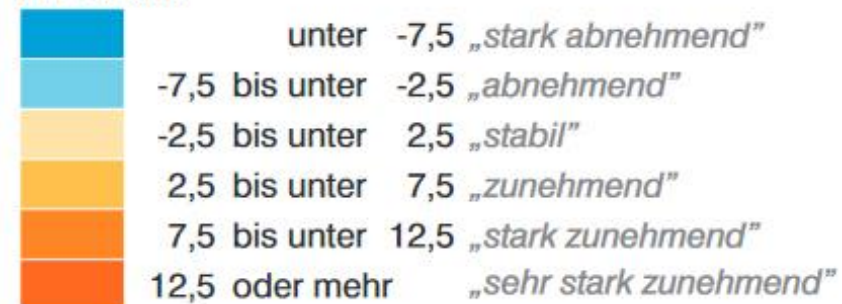 unter -7,5 „stark abnehmend”
-7,5 bis unter -2,5 „abnehmend”
-2,5 bis unter 2,5 „stabil”
2,5 bis unter 7,5 „zunehmend”
7,5 bis unter 12,5 „stark zunehmend”
12,5 oder mehr „sehr stark zunehmend”